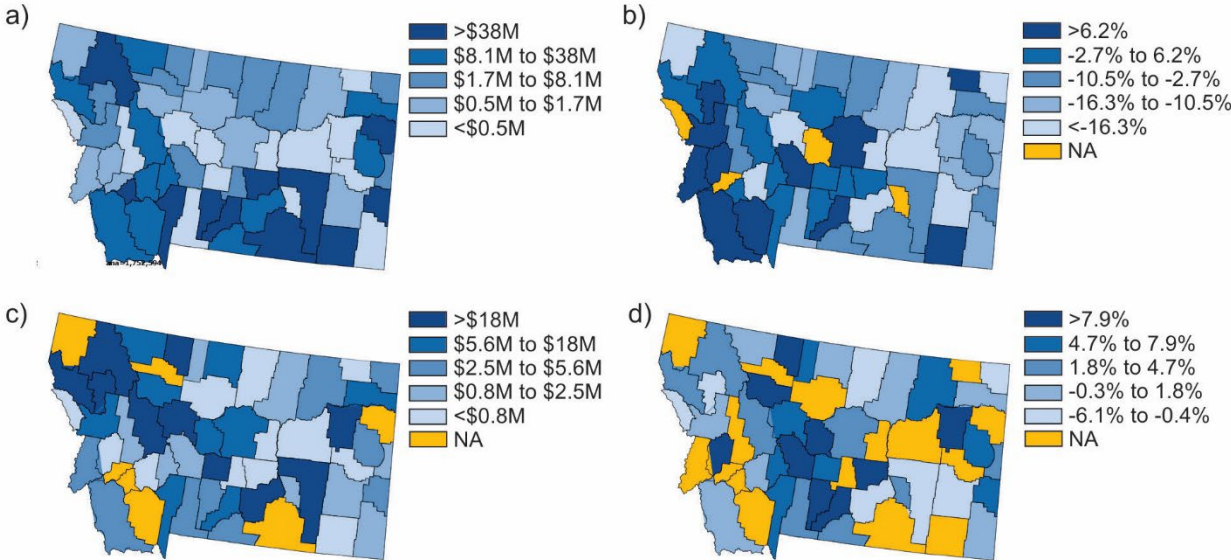 a)
>$38M
$8.1M to $38M
$1.7M to $8.1M
$0.5M to $1.7M
<$0.5M
b)
>6.2%
-2.7% to 6.2%
-10.5% to -2.7%
-16.3% to -10.5%
<-16.3%
NA
c)
>$18M
$5.6M to $18M
$2.5M to $5.6M
$0.8M to $2.5M
<$0.8M
NA
d)
>7.9%
4.7% to 7.9%
1.8% to 4.7%
-0.3% to 1.8%
-6.1% to -0.4%
NA